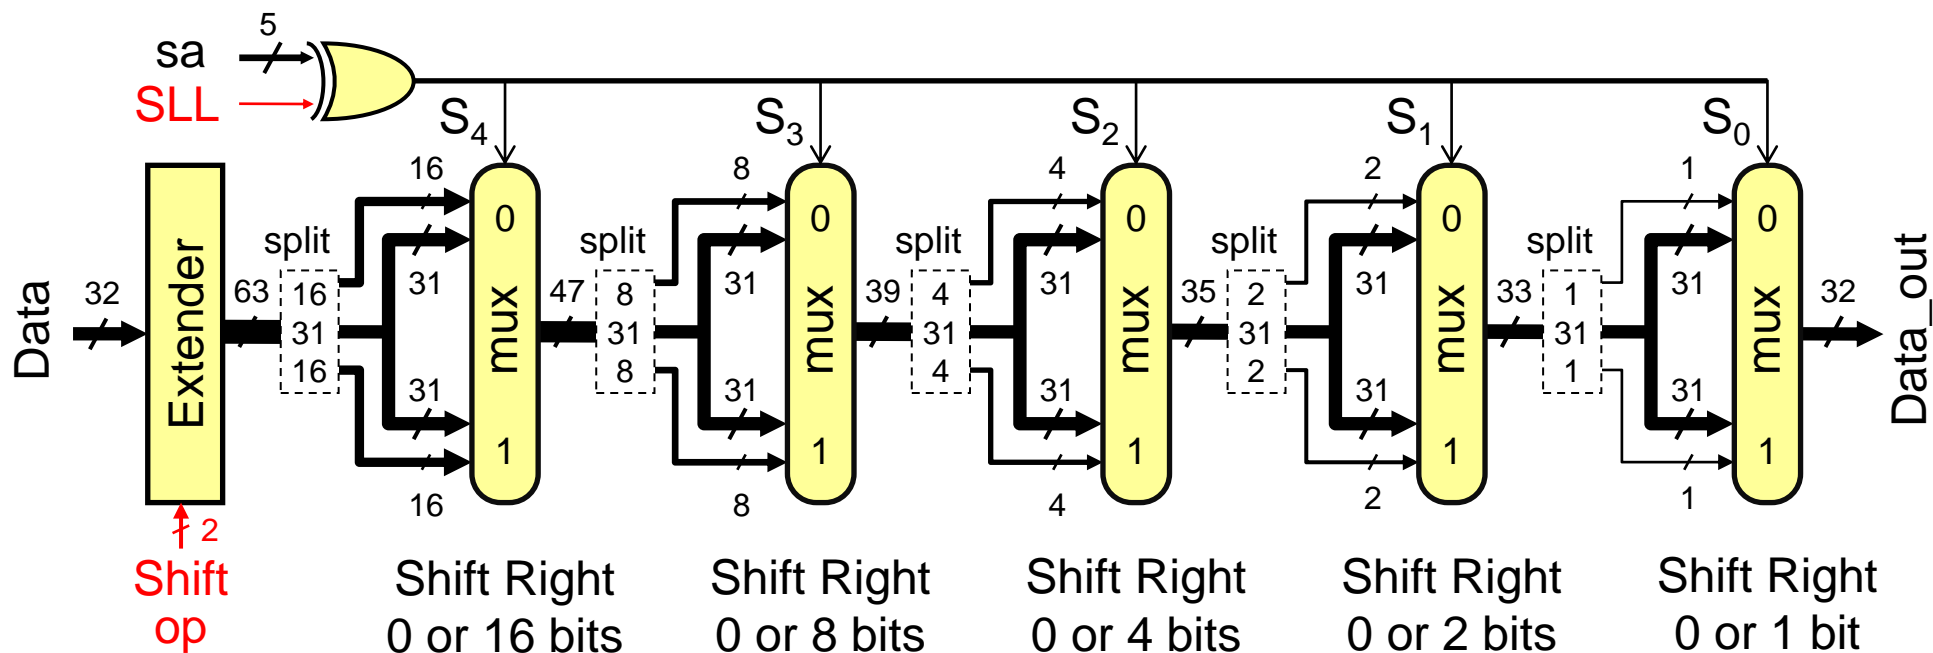 sa
5
SLL
S4
S3
S2
S1
S0
Data
32
Extender
2
Shift
op
63
split
16
31
16
16
31
31
16
0
mux
1
47
split
8
31
8
8
31
31
8
0
mux
1
39
split
4
31
4
4
31
31
4
0
mux
1
35
split
2
31
2
2
31
31
2
0
mux
1
33
split
1
31
1
1
31
31
1
0
mux
1
32
Data_out
Shift Right
0 or 16 bits
Shift Right
0 or 8 bits
Shift Right
0 or 4 bits
Shift Right
0 or 2 bits
Shift Right
0 or 1 bit